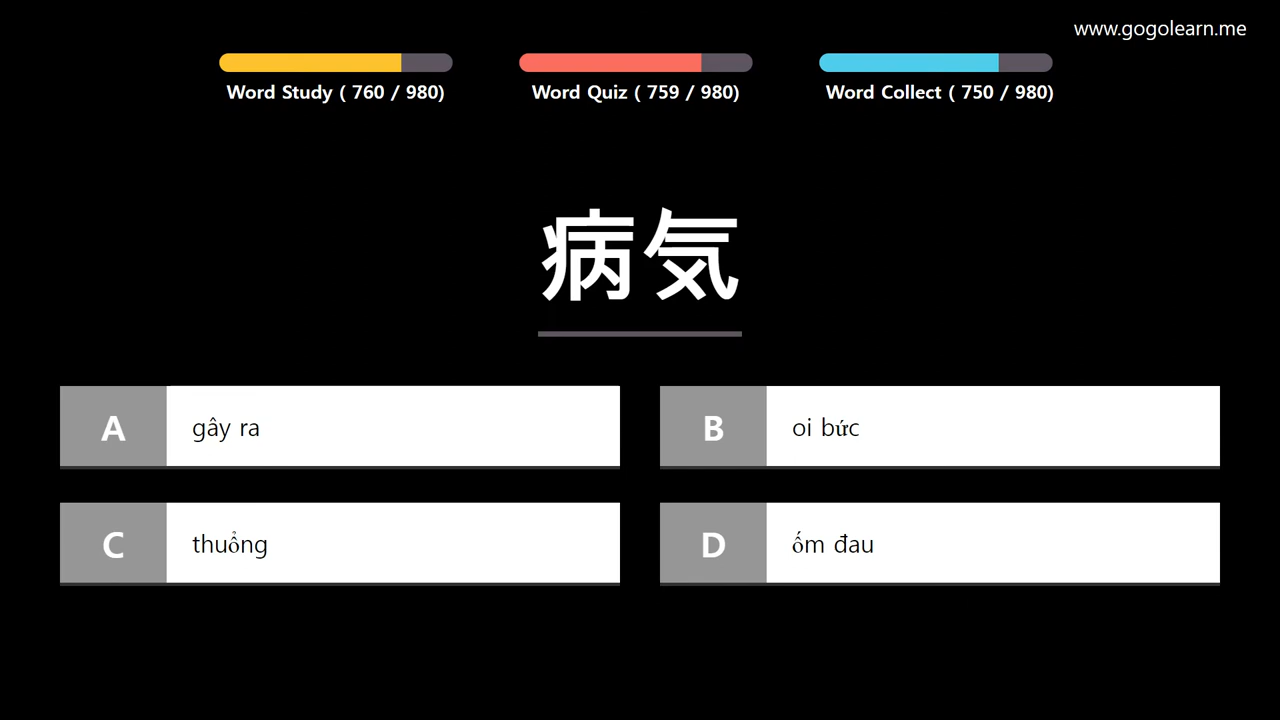 www.gogolearn.me
Word Study ( 760 / 980)
Word Quiz ( 759 / 980)
Word Collect ( 750 / 980)
病気
A
gây ra
B
oi bức
C
thuổng
D
ốm đau